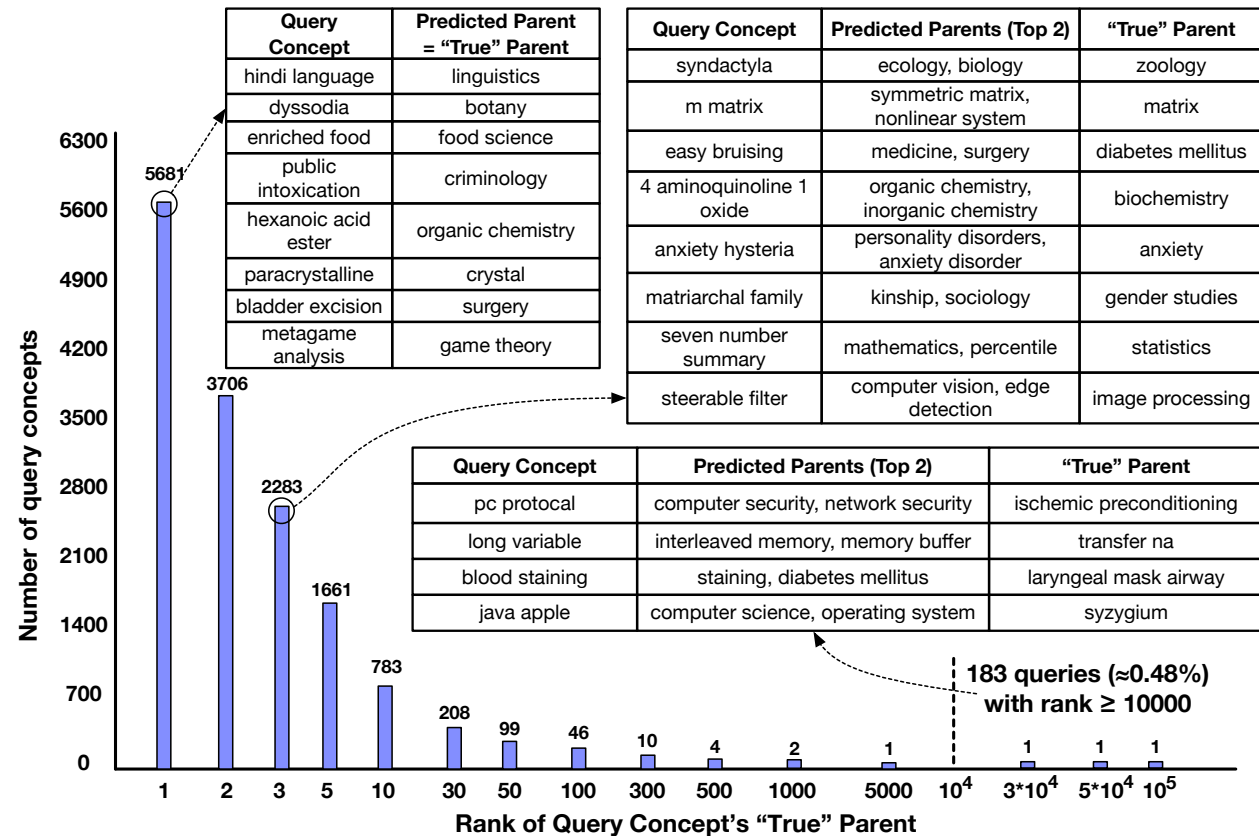 Query Concept
Predicted Parent = “True” Parent
hindi language
linguistics
dyssodia
botany
enriched food
food science
public intoxication
criminology
hexanoic acid ester
organic chemistry
paracrystalline
crystal
bladder excision
surgery
metagame analysis
game theory
Query Concept
Predicted Parents (Top 2)
“True” Parent
syndactyla
ecology, biology
zoology
m matrix
symmetric matrix,
nonlinear system
matrix
easy bruising
medicine, surgery
diabetes mellitus
4 aminoquinoline 1
oxide
organic chemistry,
inorganic chemistry
biochemistry
anxiety hysteria
personality disorders,
anxiety disorder
anxiety
matriarchal family
kinship, sociology
gender studies
seven number
summary
mathematics, percentile
statistics
steerable filter
computer vision, edge
detection
image processing
Query Concept
Predicted Parents (Top 2)
“True” Parent
pc protocal
computer security, network security
ischemic preconditioning
long variable
interleaved memory, memory buffer
transfer na
blood staining
staining, diabetes mellitus
laryngeal mask airway
java apple
computer science, operating system
syzygium
183 queries (≈0.48%)
with rank ≥ 10000
Number of query concepts
6300
5600
4900
4200
3500
2800
2100
1400
700
0
5681
3706
2283
1661
783
208
99
46
10
4
2
1
1
1
1
1
2
3
5
10
30
50
100
300
500
1000
5000
10⁴
3*10⁴
5*10⁴
10⁵
Rank of Query Concept’s “True” Parent